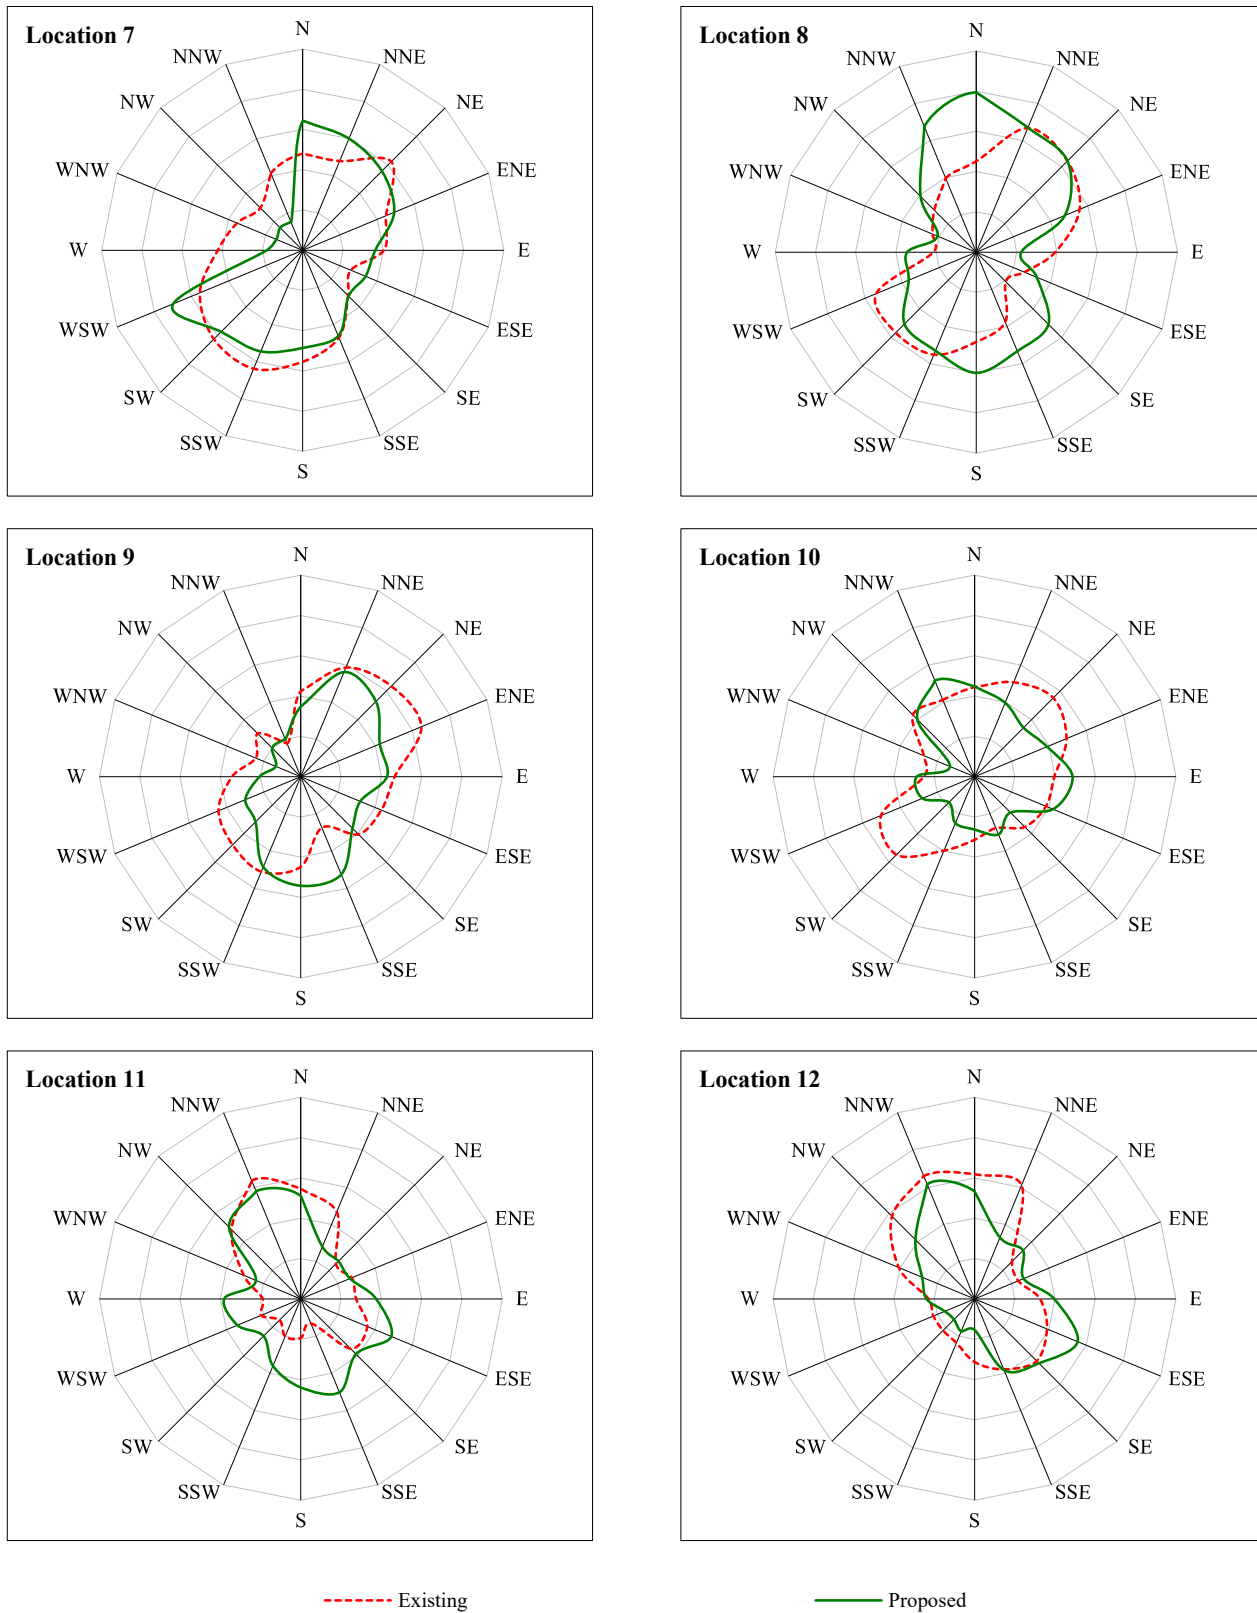 Location 7
N
NNW
NNE
NW
NE
WNW
ENE
W
E
WSW
ESE
SW
SE
SSW
SSE
S
Location 8
N
NNW
NNE
NW
NE
WNW
ENE
W
E
WSW
ESE
SW
SE
SSW
SSE
S
Location 9
N
NNW
NNE
NW
NE
WNW
ENE
W
E
WSW
ESE
SW
SE
SSW
SSE
S
Location 10
N
NNW
NNE
NW
NE
WNW
ENE
W
E
WSW
ESE
SW
SE
SSW
SSE
S
Location 11
N
NNW
NNE
NW
NE
WNW
ENE
W
E
WSW
ESE
SW
SE
SSW
SSE
S
Location 12
N
NNW
NNE
NW
NE
WNW
ENE
W
E
WSW
ESE
SW
SE
SSW
SSE
S
Existing
Proposed